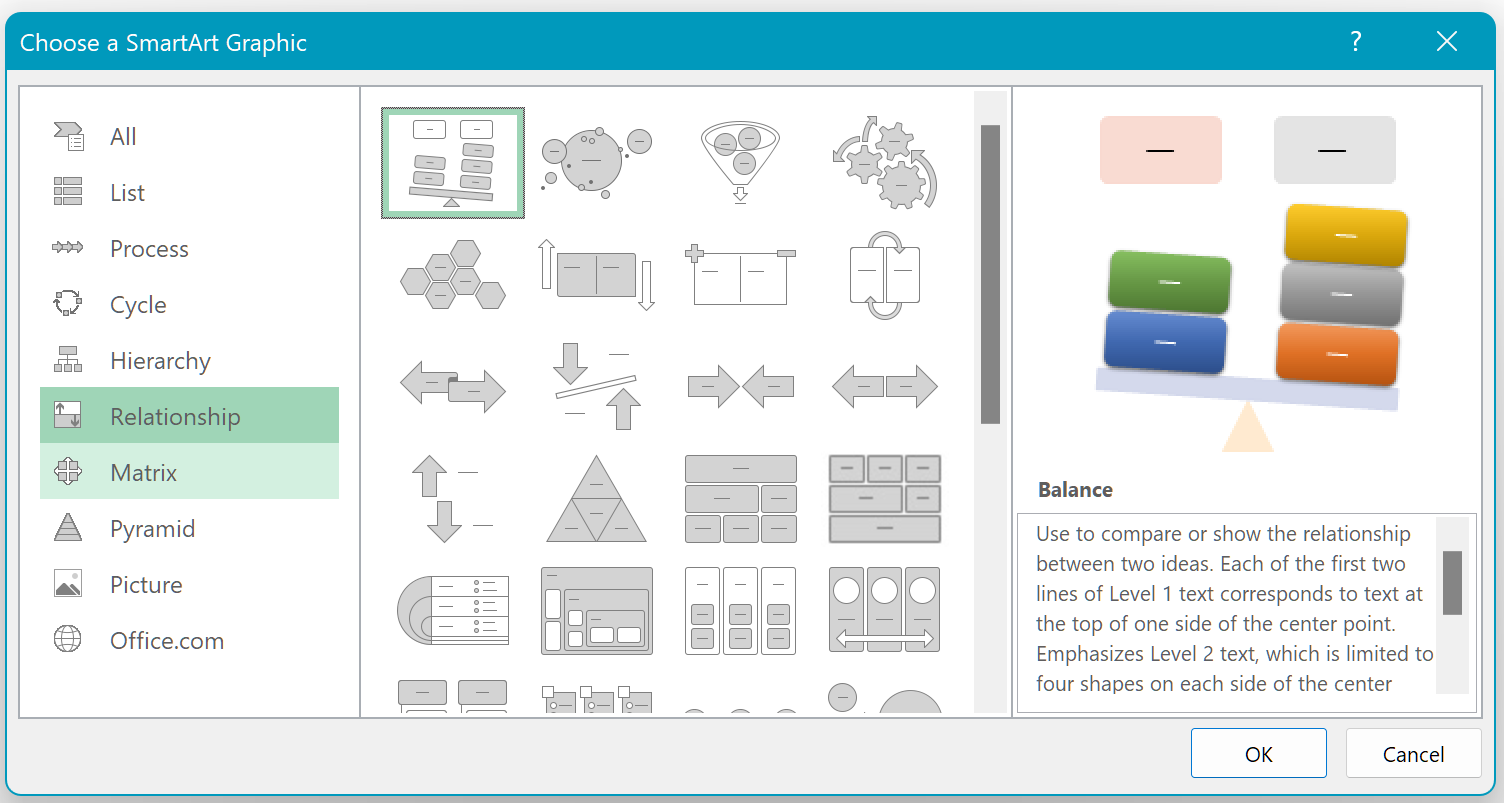 Choose a SmartArt Graphic
?
All
List
Process
Cycle
Hierarchy
Relationship
Matrix
Pyramid
Picture
Office.com
Balance
Use to compare or show the relationship
between two ideas. Each of the first two
lines of Level 1 text corresponds to text at
the top of one side of the center point.
Emphasizes Level 2 text, which is limited to
four shapes on each side of the center
OK
Cancel